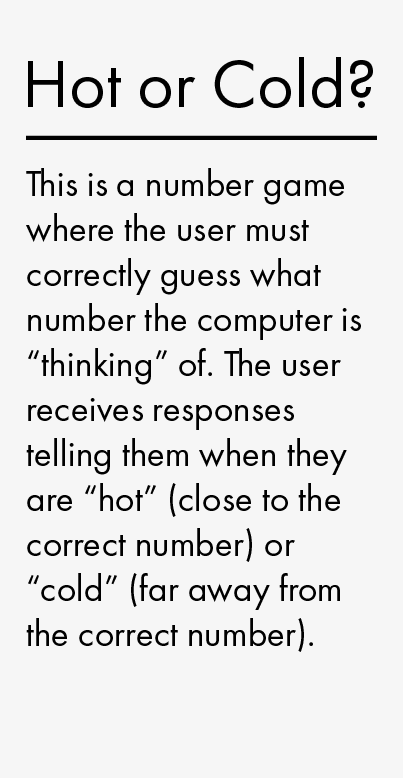 Hot or Cold?
This is a number game
where the user must
correctly guess what
number the computer is
“thinking” of. The user
receives responses
telling them when they
are “hot” (close to the
correct number) or
“cold” (far away from
the correct number).